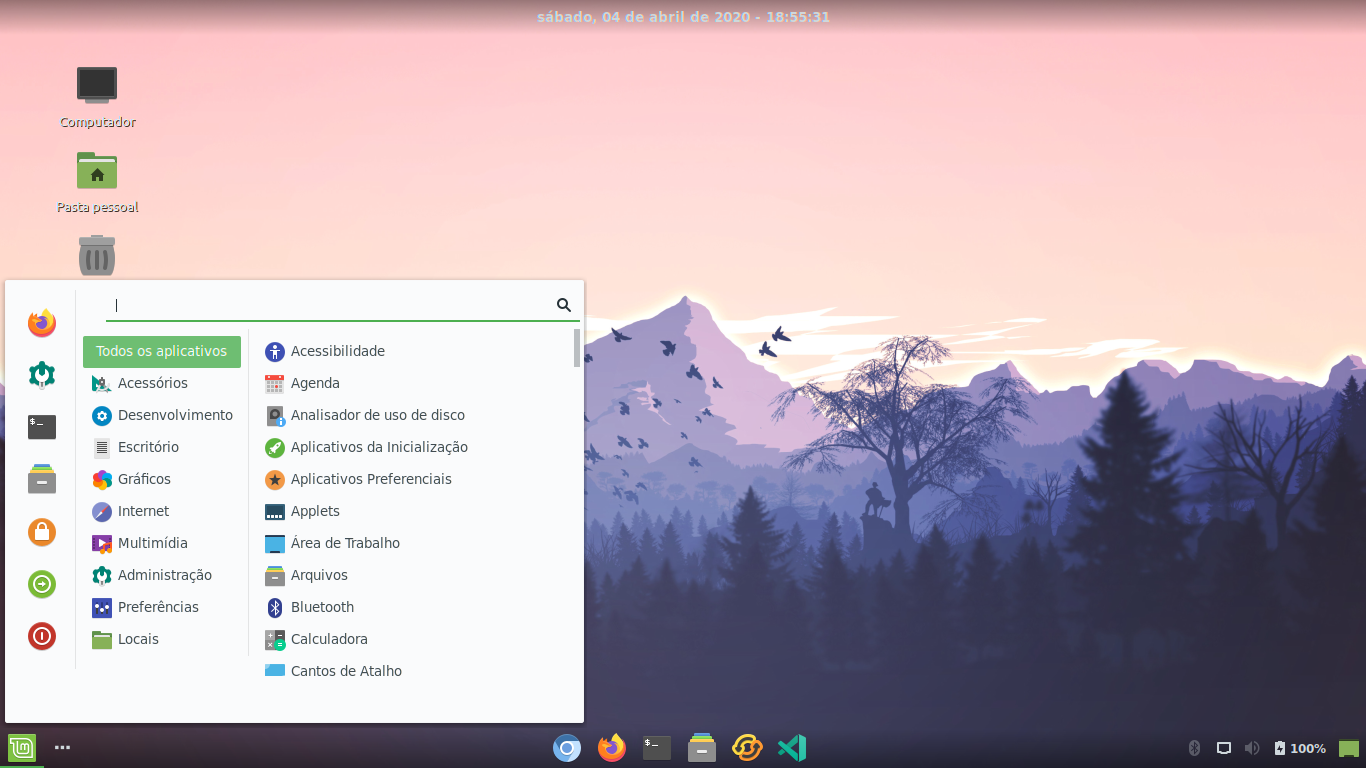 sábado, 04 de abril de 2020 - 18:55:31
Computador
Pasta pessoal
Todos os aplicativos
Acessórios
Desenvolvimento
Escritório
Gráficos
Internet
Multimídia
Administração
Preferências
Locais
Acessibilidade
Agenda
Analisador de uso de disco
Aplicativos da Inicialização
Aplicativos Preferenciais
Applets
Área de Trabalho
Arquivos
Bluetooth
Calculadora
Cantos de Atalho
$_
$_
100%